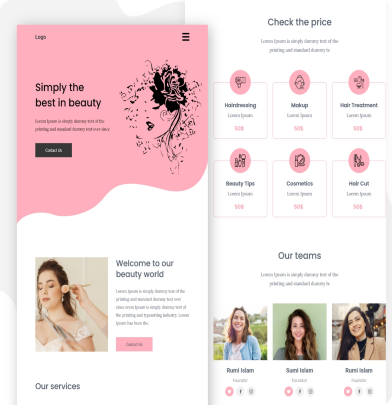 Logo
Simply the
best in beauty
Lorem Ipsum is simply dummy text of the
printing and standard dummy text ever since
Contact Us
Welcome to our
beauty world
Lorem Ipsum is simply dummy text of the
printing and standard dummy text ever
since lorem Ipsum is simply dummy text of
the printing and typesetting industry. Lorem
Ipsum has been the.
Contact Us
Our services
Check the price
Lorem Ipsum is simply dummy text of the
printing and standard dummy te
Hairdressing
Lorem Ipsum
50$
Makup
Lorem Ipsum
50$
Hair Treatment
Lorem Ipsum
50$
Beauty Tips
Lorem Ipsum
50$
Cosmetics
Lorem Ipsum
50$
Hair Cut
Lorem Ipsum
50$
Our teams
Lorem Ipsum is simply dummy text of the
printing and standard dummy te
Rumi Islam
Founder
Rumi Islam
Founder
Rumi Islam
Founder